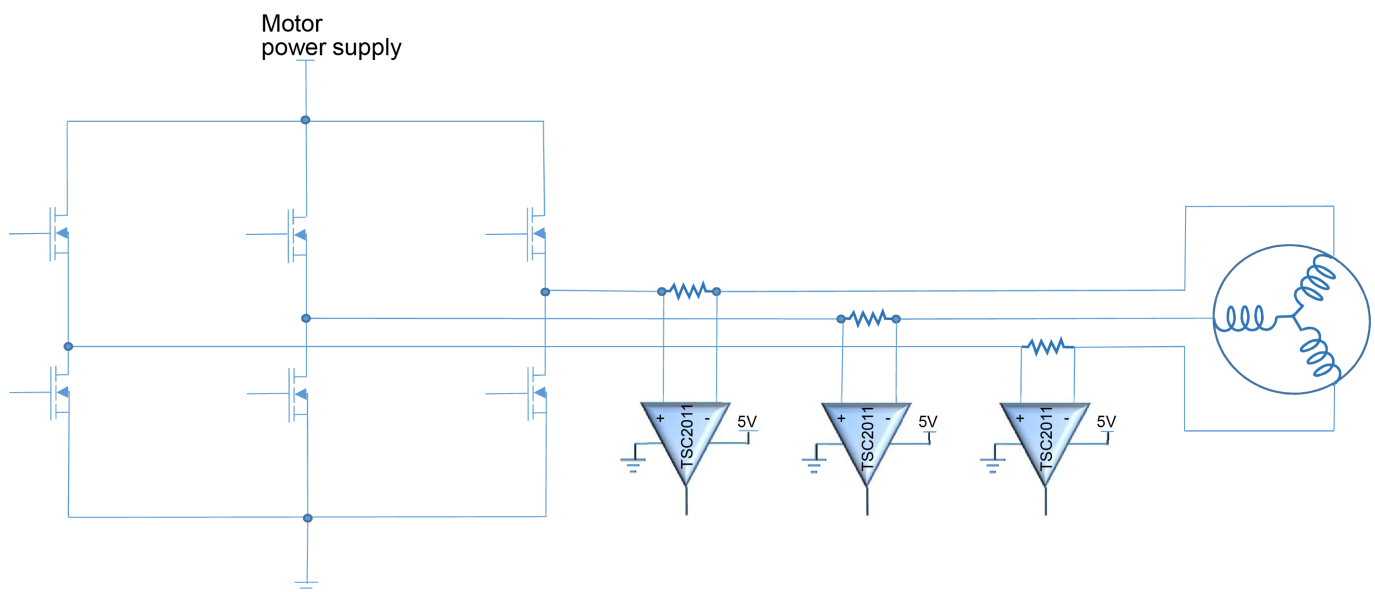 Motor
power supply
+ -
TSC2011
5V
+ -
TSC2011
5V
+ -
TSC2011
5V